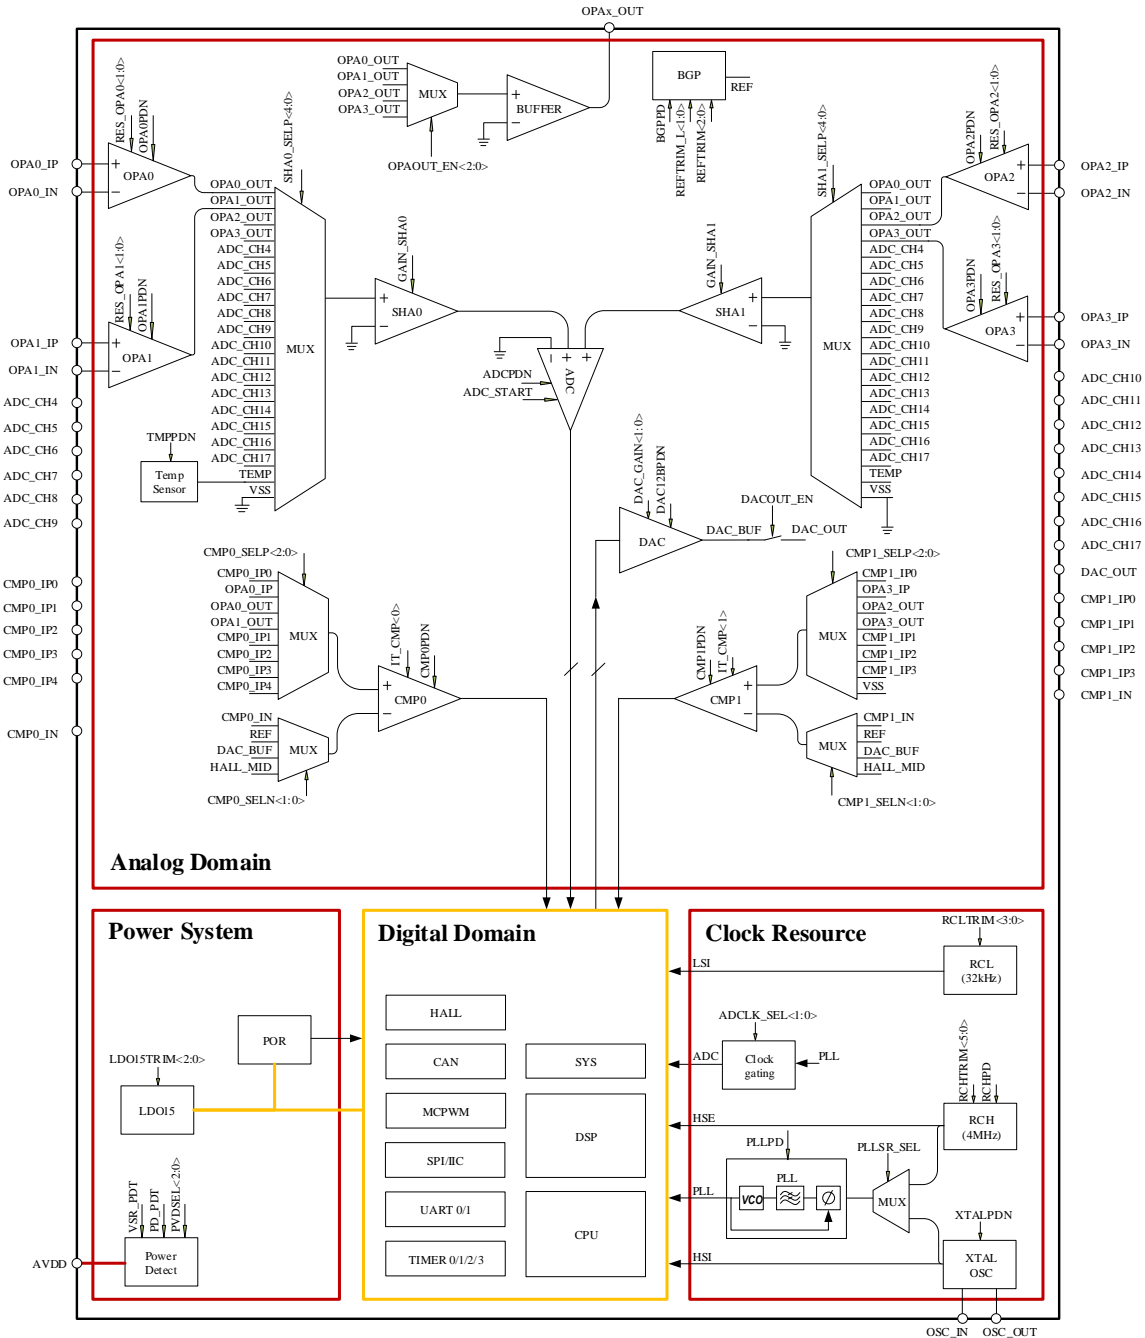 OPAx_OUT
OPA0_OUT
OPA1_OUT
OPA2_OUT
OPA3_OUT
MUX
BUFFER
OPAOUT_EN<2:0>
BGP
REF
BGPPD
REFTRIM_L<1:0>
REFTRIM<2:0>
RES_OPA0<1:0>
OPA0PDN
OPA0_IP
OPA0_IN
OPA0
SHA0_SELP<4:0>
OPA0_OUT
OPA1_OUT
OPA2_OUT
OPA3_OUT
ADC_CH4
ADC_CH5
ADC_CH6
ADC_CH7
ADC_CH8
ADC_CH9
ADC_CH10
ADC_CH11
ADC_CH12
ADC_CH13
ADC_CH14
ADC_CH15
ADC_CH16
ADC_CH17
TEMP
VSS
MUX
RES_OPA1<1:0>
OPA1PDN
OPA1_IP
OPA1_IN
OPA1
ADC_CH4
ADC_CH5
ADC_CH6
ADC_CH7
ADC_CH8
ADC_CH9
TMPPDN
Temp
Sensor
GAIN_SHA0
SHA0
GAIN_SHA1
SHA1
ADCPDN
ADC_START
ADC
SHA1_SELP<4:0>
MUX
OPA0_OUT
OPA1_OUT
OPA2_OUT
OPA3_OUT
ADC_CH4
ADC_CH5
ADC_CH6
ADC_CH7
ADC_CH8
ADC_CH9
ADC_CH10
ADC_CH11
ADC_CH12
ADC_CH13
ADC_CH14
ADC_CH15
ADC_CH16
ADC_CH17
TEMP
VSS
OPA2PDN
RES_OPA2<1:0>
OPA2
OPA2_IP
OPA2_IN
OPA3PDN
RES_OPA3<1:0>
OPA3
OPA3_IP
OPA3_IN
ADC_CH10
ADC_CH11
ADC_CH12
ADC_CH13
ADC_CH14
ADC_CH15
ADC_CH16
ADC_CH17
DAC_OUT
CMP1_IP0
CMP1_IP1
CMP1_IP2
CMP1_IP3
CMP1_IN
DAC_GAIN<1:0>
DAC12BPDN
DAC
DAC_BUF
DACOUT_EN
DAC_OUT
CMP0_IP0
CMP0_IP1
CMP0_IP2
CMP0_IP3
CMP0_IP4
CMP0_IN
CMP0_SELP<2:0>
CMP0_IP0
OPA0_IP
OPA0_OUT
OPA1_OUT
CMP0_IP1
CMP0_IP2
CMP0_IP3
CMP0_IP4
MUX
CMP0_IN
REF
DAC_BUF
HALL_MID
MUX
CMP0_SELN<1:0>
IT_CMP<0>
CMP0PDN
CMP0
CMP1PDN
IT_CMP<1>
CMP1
CMP1_SELP<2:0>
MUX
CMP1_IP0
OPA3_IP
OPA2_OUT
OPA3_OUT
CMP1_IP1
CMP1_IP2
CMP1_IP3
VSS
MUX
CMP1_IN
REF
DAC_BUF
HALL_MID
CMP1_SELN<1:0>
Analog Domain
Power System
POR
LDO15TRIM<2:0>
LDO15
VSR_PDT
PD_PDT
PVDSEL<2:0>
Power
Detect
AVDD
Digital Domain
HALL
CAN
MCPWM
SPI/IIC
UART 0/1
TIMER 0/1/2/3
SYS
DSP
CPU
Clock Resource
RCLTRIM<3:0>
LSI
RCL
(32kHz)
ADCLK_SEL<1:0>
ADC
Clock
gating
PLL
RCHTRIM<5:0>
RCHPD
HSE
RCH
(4MHz)
PLLPD
PLLSR_SEL
PLL
PLL
VCO
MUX
XTALPDN
HSI
XTAL
OSC
OSC_IN
OSC_OUT